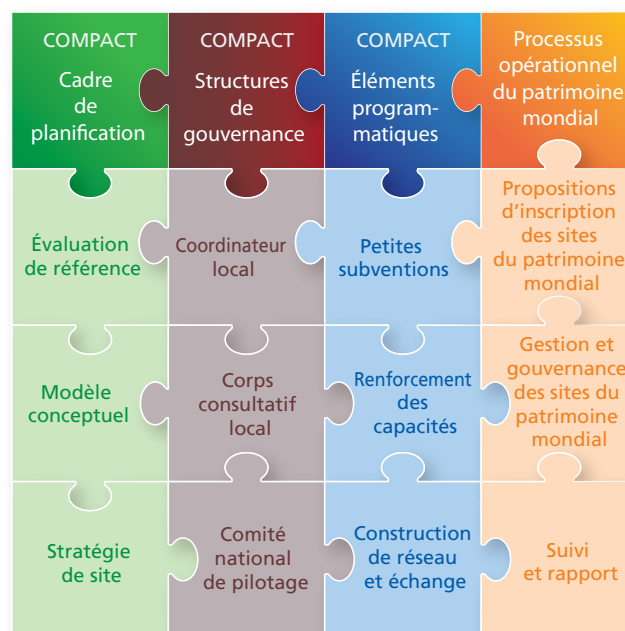 COMPACT
Cadre
de
planification
COMPACT
Structures
de
gouvernance
COMPACT
Éléments
program-
matiques
Processus
opérationnel
du patrimoine
mondial
Évaluation
de référence
Coordinateur
local
Petites
subventions
Propositions
d’inscription
des sites
du patrimoine
mondial
Modèle
conceptuel
Corps
consultatif
local
Renforcement
des
capacités
Gestion et
gouvernance
des sites du
patrimoine
mondial
Stratégie
de site
Comité
national
de pilotage
Construction
de réseau
et échange
Suivi
et rapport